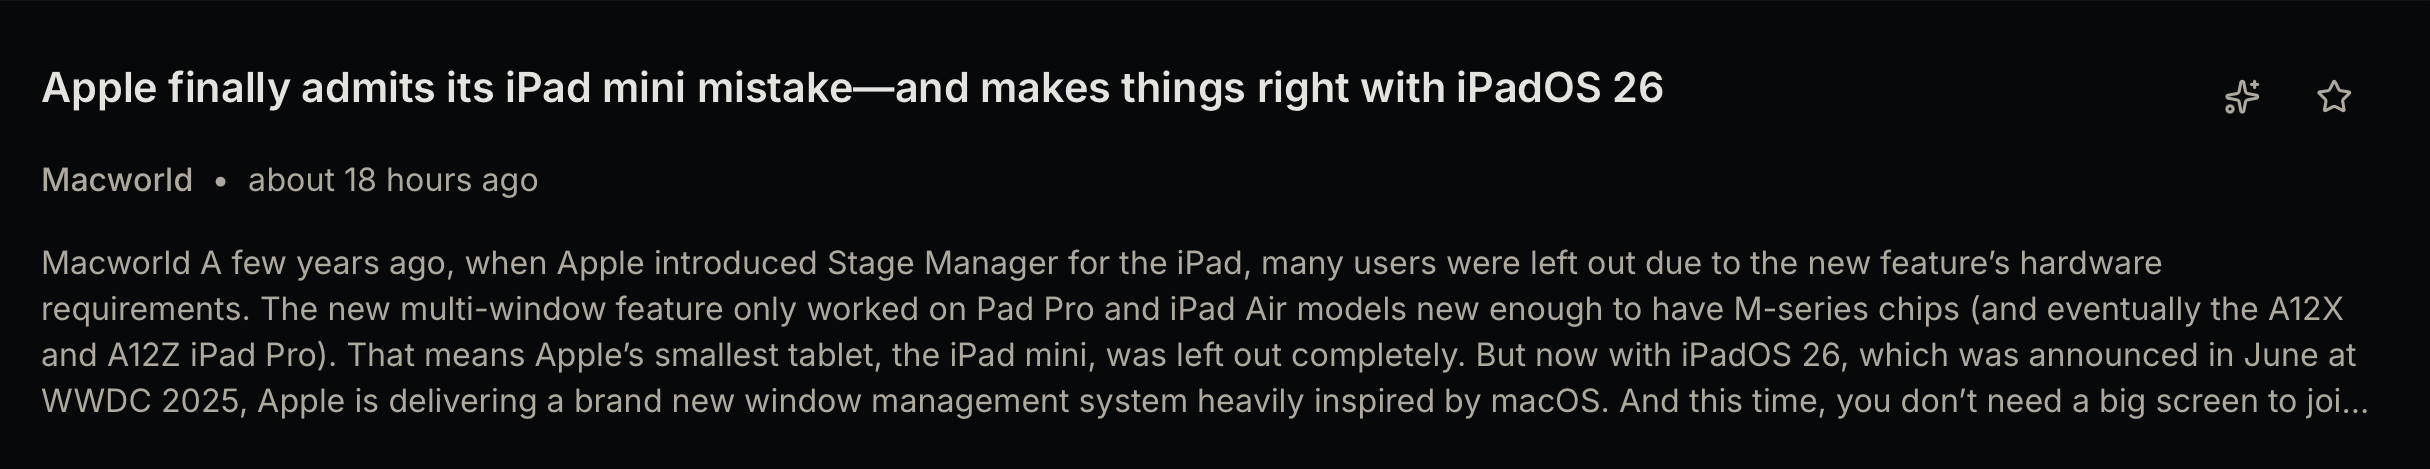 Apple finally admits its iPad mini mistake—and makes things right with iPadOS 26
Macworld • about 18 hours ago
Macworld A few years ago, when Apple introduced Stage Manager for the iPad, many users were left out due to the new feature’s hardware
requirements. The new multi-window feature only worked on Pad Pro and iPad Air models new enough to have M-series chips (and eventually the A12X
and A12Z iPad Pro). That means Apple’s smallest tablet, the iPad mini, was left out completely. But now with iPadOS 26, which was announced in June at
WWDC 2025, Apple is delivering a brand new window management system heavily inspired by macOS. And this time, you don’t need a big screen to joi...